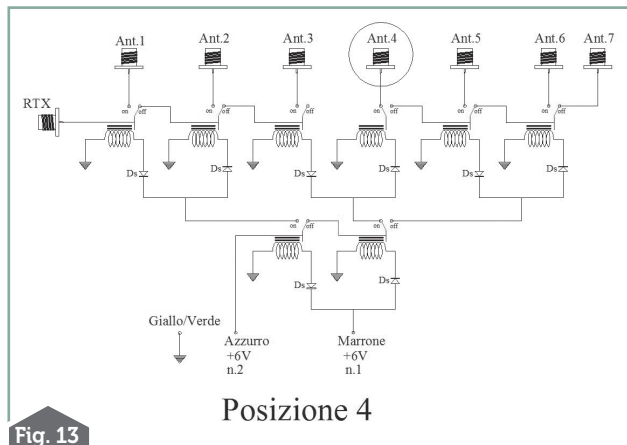 Ant.1 Ant.2 Ant.3 Ant.4 Ant.5 Ant.6 Ant.7
RTX
on off on off on off on off on off on off
Ds Ds Ds Ds Ds Ds
on off on off
Ds Ds
Giallo/Verde
Azzurro Marrone
+6V +6V
n.2 n.1
Posizione 4
Fig. 13